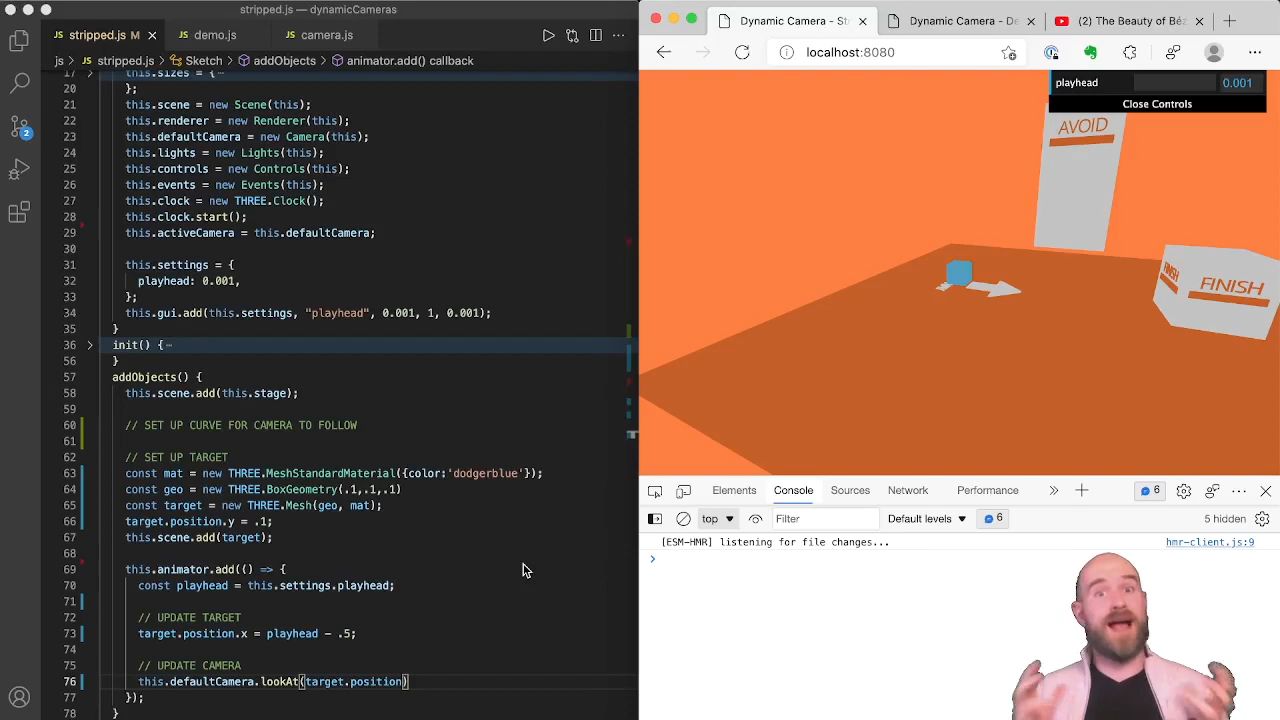 stripped.js — dynamicCameras
stripped.js M
demo.js
camera.js
js > stripped.js > Sketch > addObjects > animator.add() callback
17 this.sizes = {
20 };
21 this.scene = new Scene(this);
22 this.renderer = new Renderer(this);
23 this.defaultCamera = new Camera(this);
24 this.lights = new Lights(this);
25 this.controls = new Controls(this);
26 this.events = new Events(this);
27 this.clock = new THREE.Clock();
28 this.clock.start();
29 this.activeCamera = this.defaultCamera;
30
31 this.settings = {
32 playhead: 0.001,
33 };
34 this.gui.add(this.settings, "playhead", 0.001, 1, 0.001);
35 }
36 init() {
56 }
57 addObjects() {
58 this.scene.add(this.stage);
59
60 // SET UP CURVE FOR CAMERA TO FOLLOW
61
62 // SET UP TARGET
63 const mat = new THREE.MeshStandardMaterial({color:'dodgerblue'});
64 const geo = new THREE.BoxGeometry(.1,.1,.1)
65 const target = new THREE.Mesh(geo, mat);
66 target.position.y = .1;
67 this.scene.add(target);
68
69 this.animator.add(() => {
70 const playhead = this.settings.playhead;
71
72 // UPDATE TARGET
73 target.position.x = playhead - .5;
74
75 // UPDATE CAMERA
76 this.defaultCamera.lookAt(target.position)
77 });
78 }
2
Dynamic Camera - St
Dynamic Camera - De
(2) The Beauty of Béz
localhost:8080
playhead 0.001
Close Controls
AVOID
FINISH
FINISH
Elements Console Sources Network Performance 6
top Filter Default levels 6 5 hidden
[ESM-HMR] listening for file changes... hmr-client.js:9